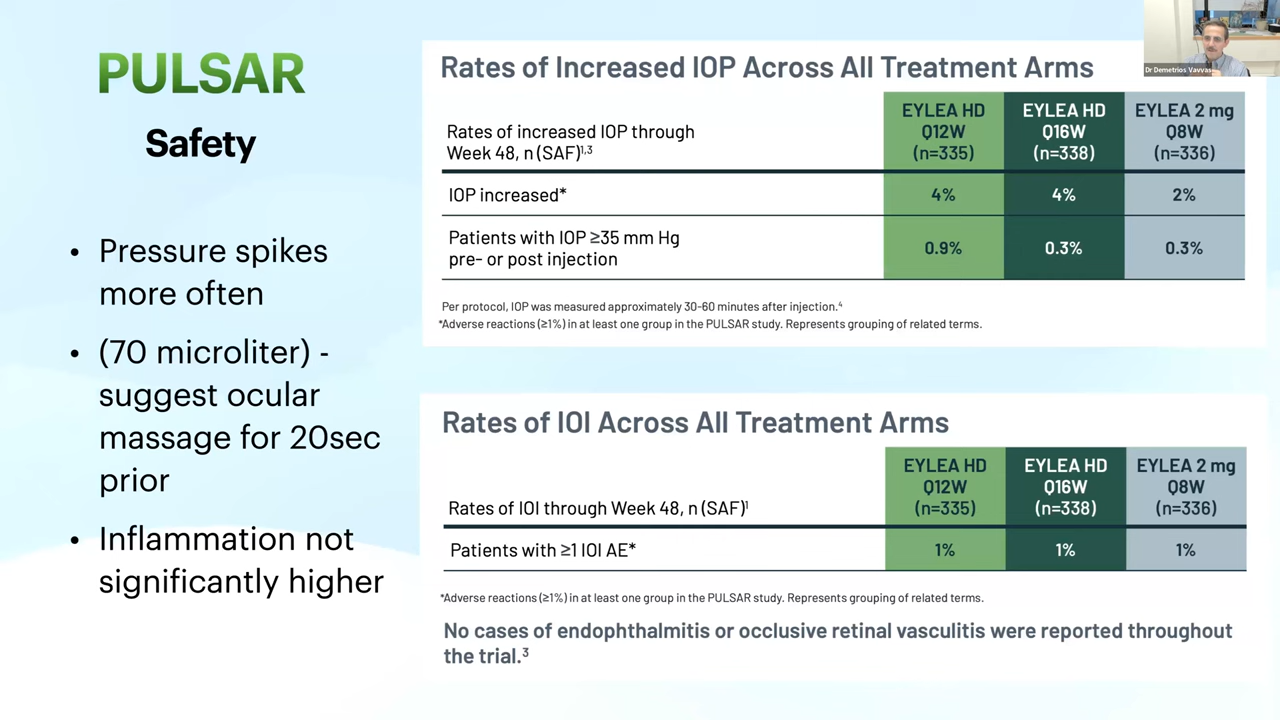 PULSAR
Safety
• Pressure spikes
more often
• (70 microliter) -
suggest ocular
massage for 20sec
prior
• Inflammation not
significantly higher
Rates of Increased IOP Across All Treatment Arms
Rates of increased IOP through
Week 48, n (SAF)¹,³
EYLEA HD
Q12W
(n=335)
EYLEA HD
Q16W
(n=338)
EYLEA 2 mg
Q8W
(n=336)
IOP increased* 4% 4% 2%
Patients with IOP ≥35 mm Hg
pre- or post injection
0.9% 0.3% 0.3%
Per protocol, IOP was measured approximately 30-60 minutes after injection.⁴
*Adverse reactions (≥1%) in at least one group in the PULSAR study. Represents grouping of related terms.
Rates of IOI Across All Treatment Arms
Rates of IOI through Week 48, n (SAF)¹
EYLEA HD
Q12W
(n=335)
EYLEA HD
Q16W
(n=338)
EYLEA 2 mg
Q8W
(n=336)
Patients with ≥1 IOI AE* 1% 1% 1%
*Adverse reactions (≥1%) in at least one group in the PULSAR study. Represents grouping of related terms.
No cases of endophthalmitis or occlusive retinal vasculitis were reported throughout
the trial.³
Dr Demetrios Vavvas